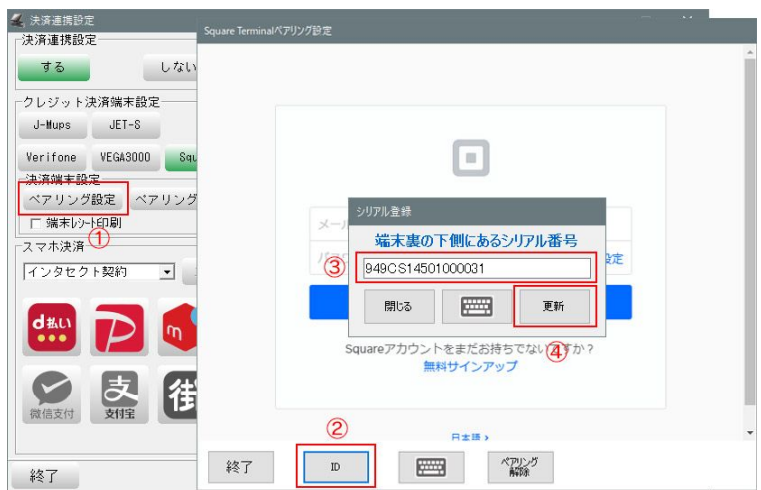 決済連携設定
決済連携設定
する
しない
クレジット決済端末設定
J-Mups
JET-S
Verifone
VEGA3000
Squ
決済端末設定
ペアリング設定
ペアリング
端末レシート印刷
①
スマホ決済
インタセクト契約
d払い
微信支付
支付宝
支
街
終了
Square Terminalペアリング設定
シリアル登録
端末裏の下側にあるシリアル番号
③
949CS14501000031
閉じる
更新
④
Squareアカウントをまだお持ちでないですか?
無料サインアップ
②
日本語
終了
ID
ペアリング
解除